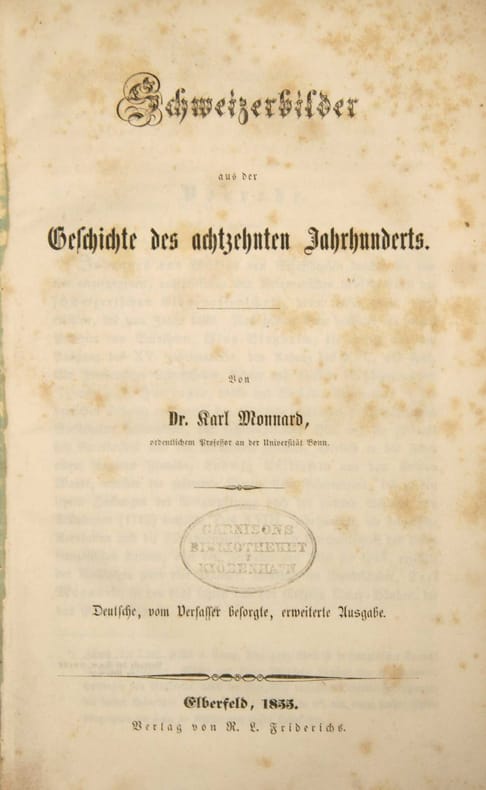 Schweizerbilder
aus der
Geschichte des achtzehnten Jahrhunderts.
Von
Dr. Karl Monnard,
ordentlichem Professor an der Universität Bonn.
GARNISONS
BIBLIOTHEKET
I
KIØBENHAVN
Deutsche, vom Verfasser besorgte, erweiterte Ausgabe.
Elberfeld, 1855.
Verlag von R. L. Friderichs.